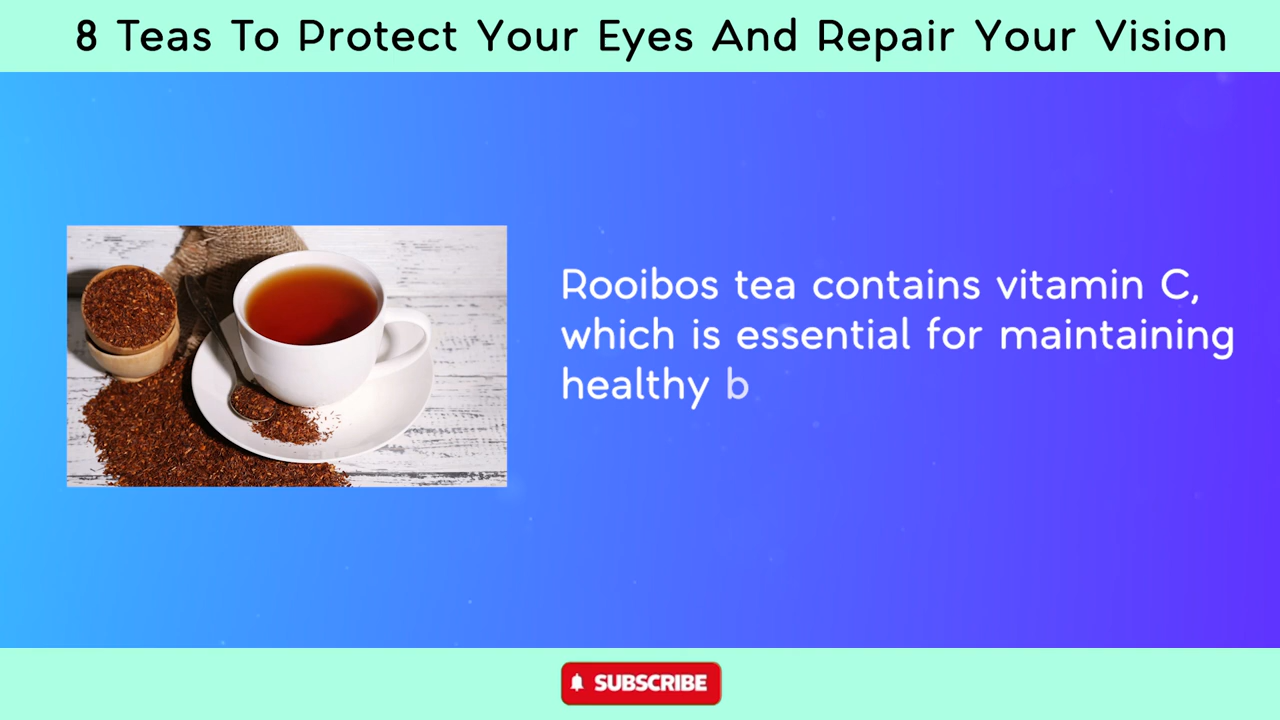 8 Teas To Protect Your Eyes And Repair Your Vision
Rooibos tea contains vitamin C,
which is essential for maintaining
healthy b
SUBSCRIBE